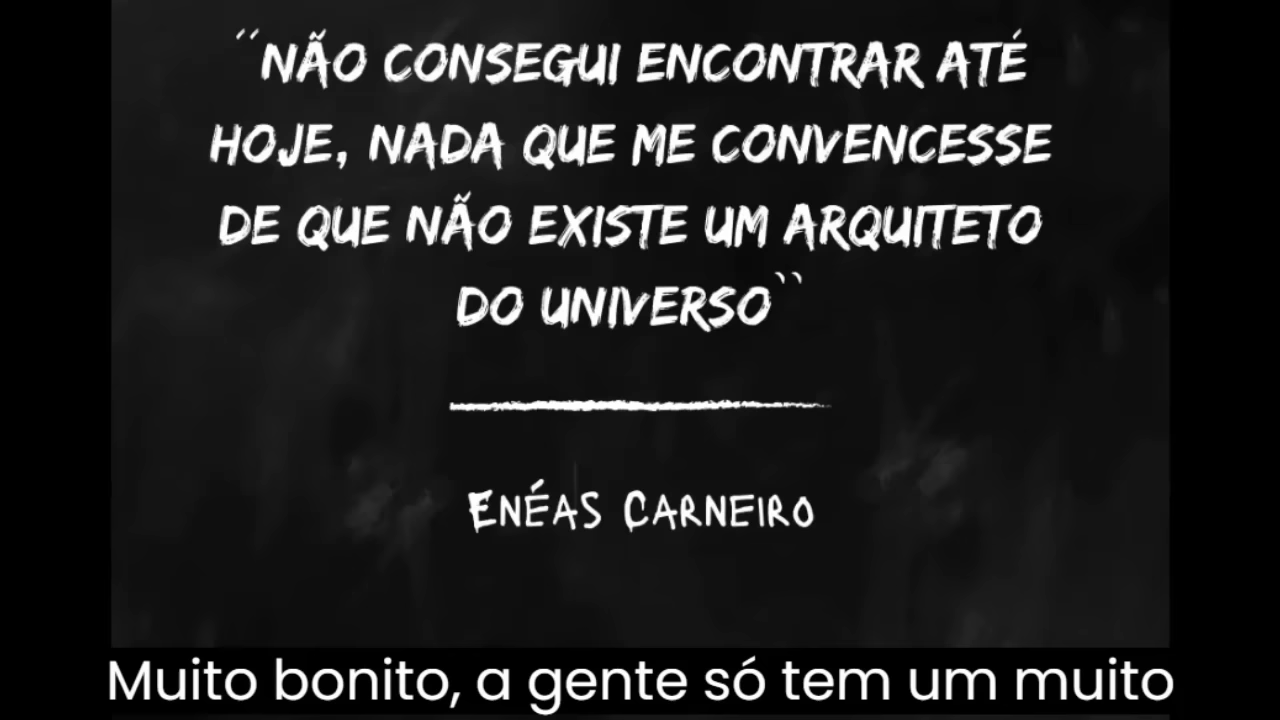 ´´NÃO CONSEGUI ENCONTRAR ATÉ
HOJE, NADA QUE ME CONVENCESSE
DE QUE NÃO EXISTE UM ARQUITETO
DO UNIVERSO``
ENÉAS CARNEIRO
Muito bonito, a gente só tem um muito